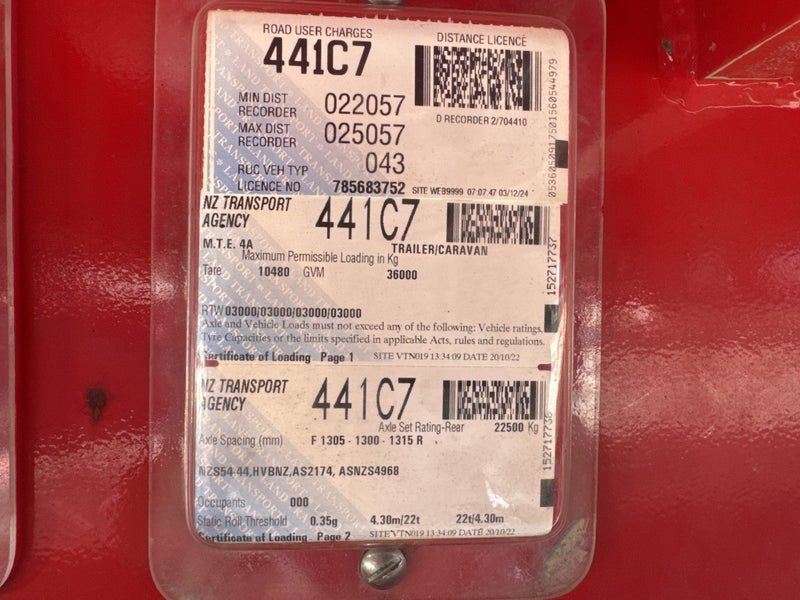 ROAD USER CHARGES
DISTANCE LICENCE
441C7
MIN DIST RECORDER 022057
D RECORDER 2/704410
MAX DIST RECORDER 025057
RUC VEH TYP 043
LICENCE NO 785683752 SITE WEB9999 07:07:47 03/12/24
NZ TRANSPORT AGENCY 441C7
M.T.E. 4A TRAILER/CARAVAN
Maximum Permissible Loading in Kg
Tare 10480 GVM 36000
152717737
RTW 03000/03000/03000/03000
Axle and Vehicle Loads must not exceed any of the following: Vehicle ratings,
Tyre Capacities or the limits specified in applicable Acts, rules and regulations.
Certificate of Loading Page 1 SITE VTN019 13:34:09 DATE 20/10/22
NZ TRANSPORT AGENCY 441C7
Axle Set Rating-Rear 22500 Kg
Axle Spacing (mm) F 1305 - 1300 - 1315 R
NZS54-44,HVBNZ,AS2174, ASNZS4968
Occupants 000
Static Roll Threshold 0.35g 4.30m/22t 22t/4.30m
Certificate of Loading Page 2 SITE VTN019 13:34:09 DATE 20/10/22